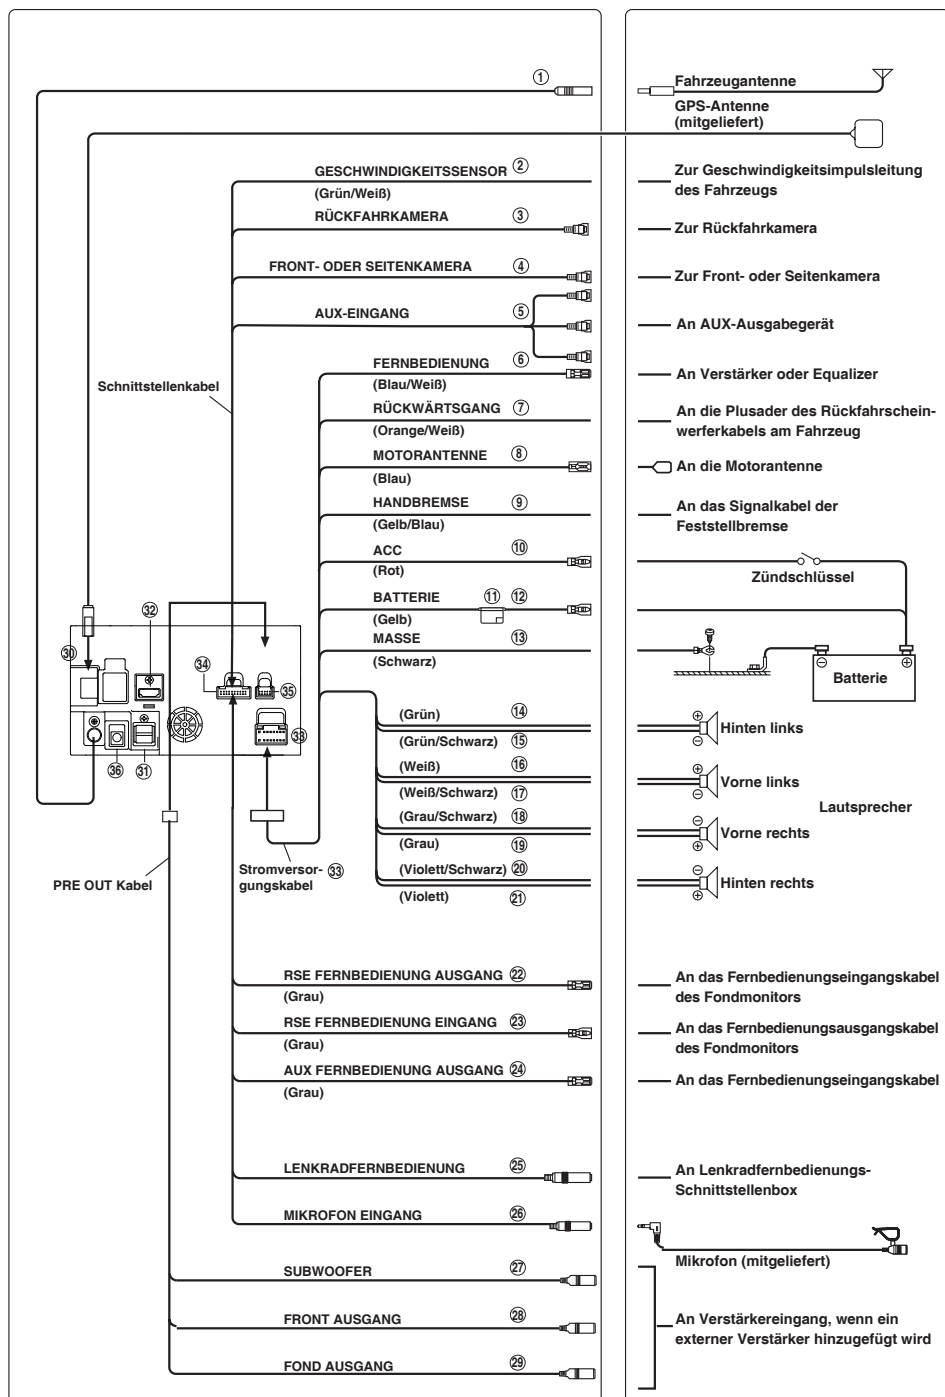 ①
Fahrzeugantenne
GPS-Antenne
(mitgeliefert)
GESCHWINDIGKEITSSENSOR ②
(Grün/Weiß)
Zur Geschwindigkeitsimpulsleitung
des Fahrzeugs
RÜCKFAHRKAMERA ③
Zur Rückfahrkamera
FRONT- ODER SEITENKAMERA ④
Zur Front- oder Seitenkamera
AUX-EINGANG ⑤
An AUX-Ausgabegerät
Schnittstellenkabel
FERNBEDIENUNG ⑥
(Blau/Weiß)
An Verstärker oder Equalizer
RÜCKWÄRTSGANG ⑦
(Orange/Weiß)
An die Plusader des Rückfahrschein-
werferkabels am Fahrzeug
MOTORANTENNE ⑧
(Blau)
An die Motorantenne
HANDBREMSE ⑨
(Gelb/Blau)
An das Signalkabel der
Feststellbremse
ACC ⑩
(Rot)
Zündschlüssel
BATTERIE ⑪ ⑫
(Gelb)
MASSE ⑬
(Schwarz)
⊖ ⊕
Batterie
㉚
㉜
㉞
㉟
㉝
㊱
㉛
(Grün) ⑭
(Grün/Schwarz) ⑮
⊕
⊖
Hinten links
(Weiß) ⑯
(Weiß/Schwarz) ⑰
⊕
⊖
Vorne links
Lautsprecher
(Grau/Schwarz) ⑱
(Grau) ⑲
⊖
⊕
Vorne rechts
(Violett/Schwarz) ⑳
(Violett) ㉑
⊖
⊕
Hinten rechts
PRE OUT Kabel
Stromversor-
gungskabel ㉝
RSE FERNBEDIENUNG AUSGANG ㉒
(Grau)
An das Fernbedienungseingangskabel
des Fondmonitors
RSE FERNBEDIENUNG EINGANG ㉓
(Grau)
An das Fernbedienungsausgangskabel
des Fondmonitors
AUX FERNBEDIENUNG AUSGANG ㉔
(Grau)
An das Fernbedienungseingangskabel
LENKRADFERNBEDIENUNG ㉕
An Lenkradfernbedienungs-
Schnittstellenbox
MIKROFON EINGANG ㉖
Mikrofon (mitgeliefert)
SUBWOOFER ㉗
FRONT AUSGANG ㉘
An Verstärkereingang, wenn ein
externer Verstärker hinzugefügt wird
FOND AUSGANG ㉙